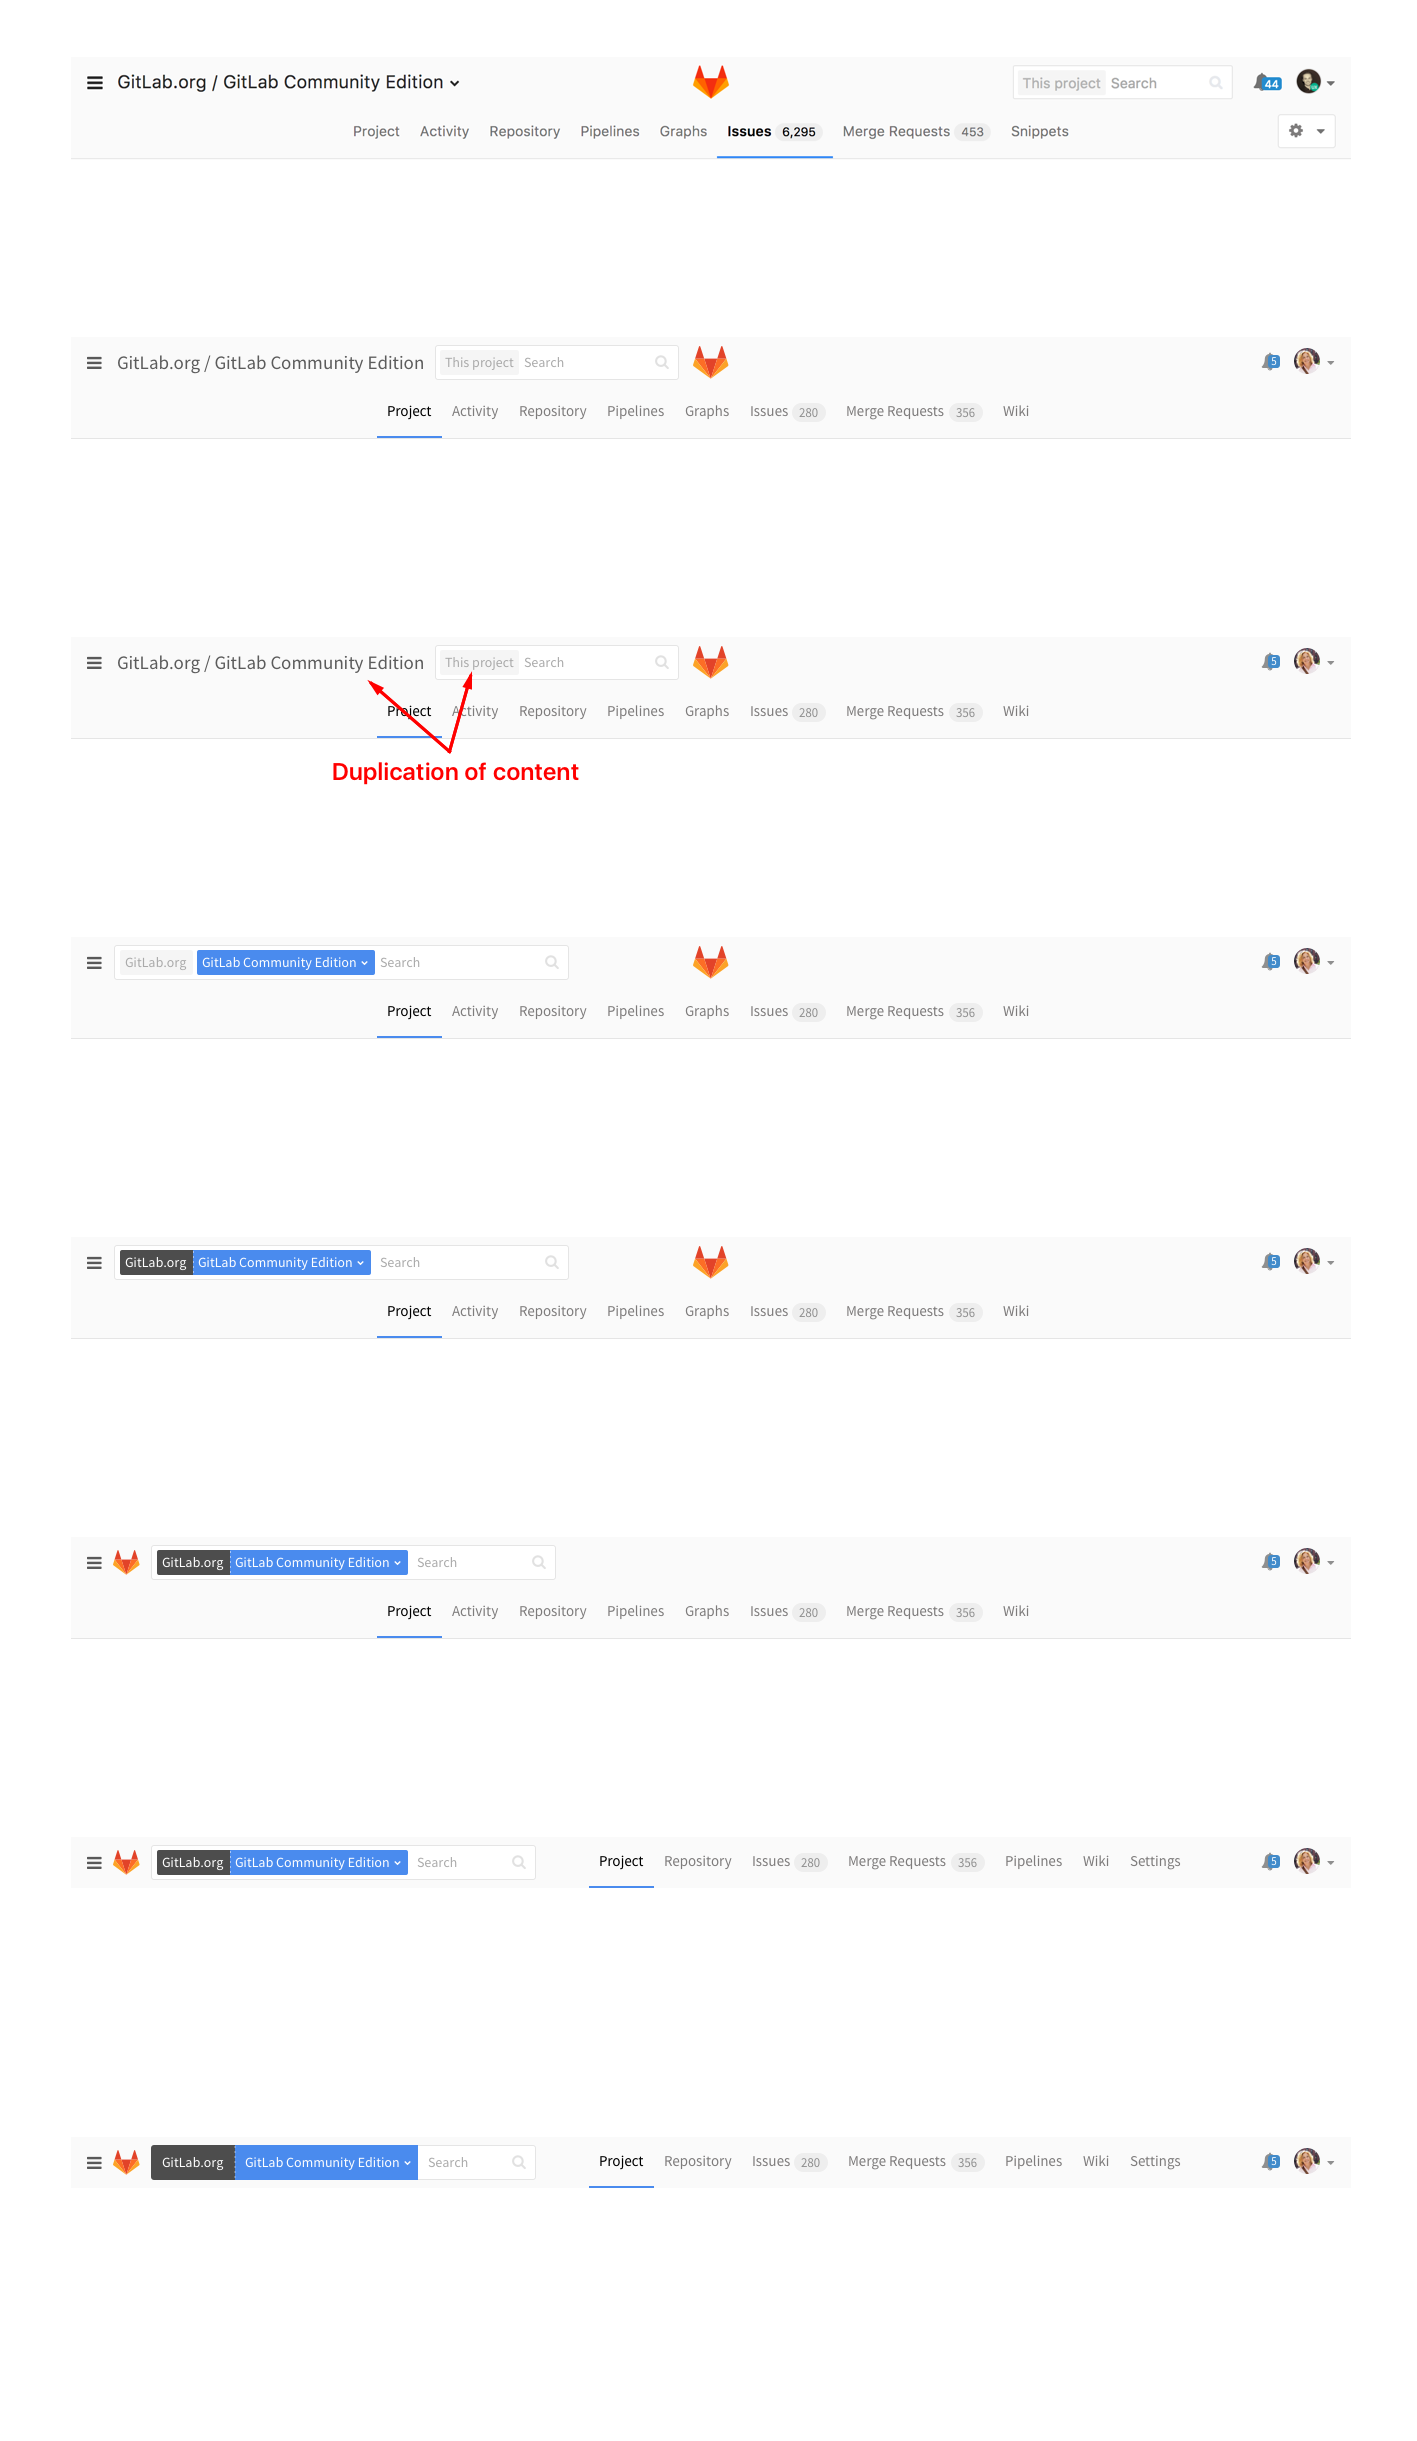 GitLab.org / GitLab Community Edition This project Search 44
Project Activity Repository Pipelines Graphs Issues 6,295 Merge Requests 453 Snippets
GitLab.org / GitLab Community Edition This project Search 5
Project Activity Repository Pipelines Graphs Issues 280 Merge Requests 356 Wiki
GitLab.org / GitLab Community Edition This project Search 5
Project Activity Repository Pipelines Graphs Issues 280 Merge Requests 356 Wiki
Duplication of content
GitLab.org GitLab Community Edition Search 5
Project Activity Repository Pipelines Graphs Issues 280 Merge Requests 356 Wiki
GitLab.org GitLab Community Edition Search 5
Project Activity Repository Pipelines Graphs Issues 280 Merge Requests 356 Wiki
GitLab.org GitLab Community Edition Search 5
Project Activity Repository Pipelines Graphs Issues 280 Merge Requests 356 Wiki
GitLab.org GitLab Community Edition Search Project Repository Issues 280 Merge Requests 356 Pipelines Wiki Settings 5
GitLab.org GitLab Community Edition Search Project Repository Issues 280 Merge Requests 356 Pipelines Wiki Settings 5